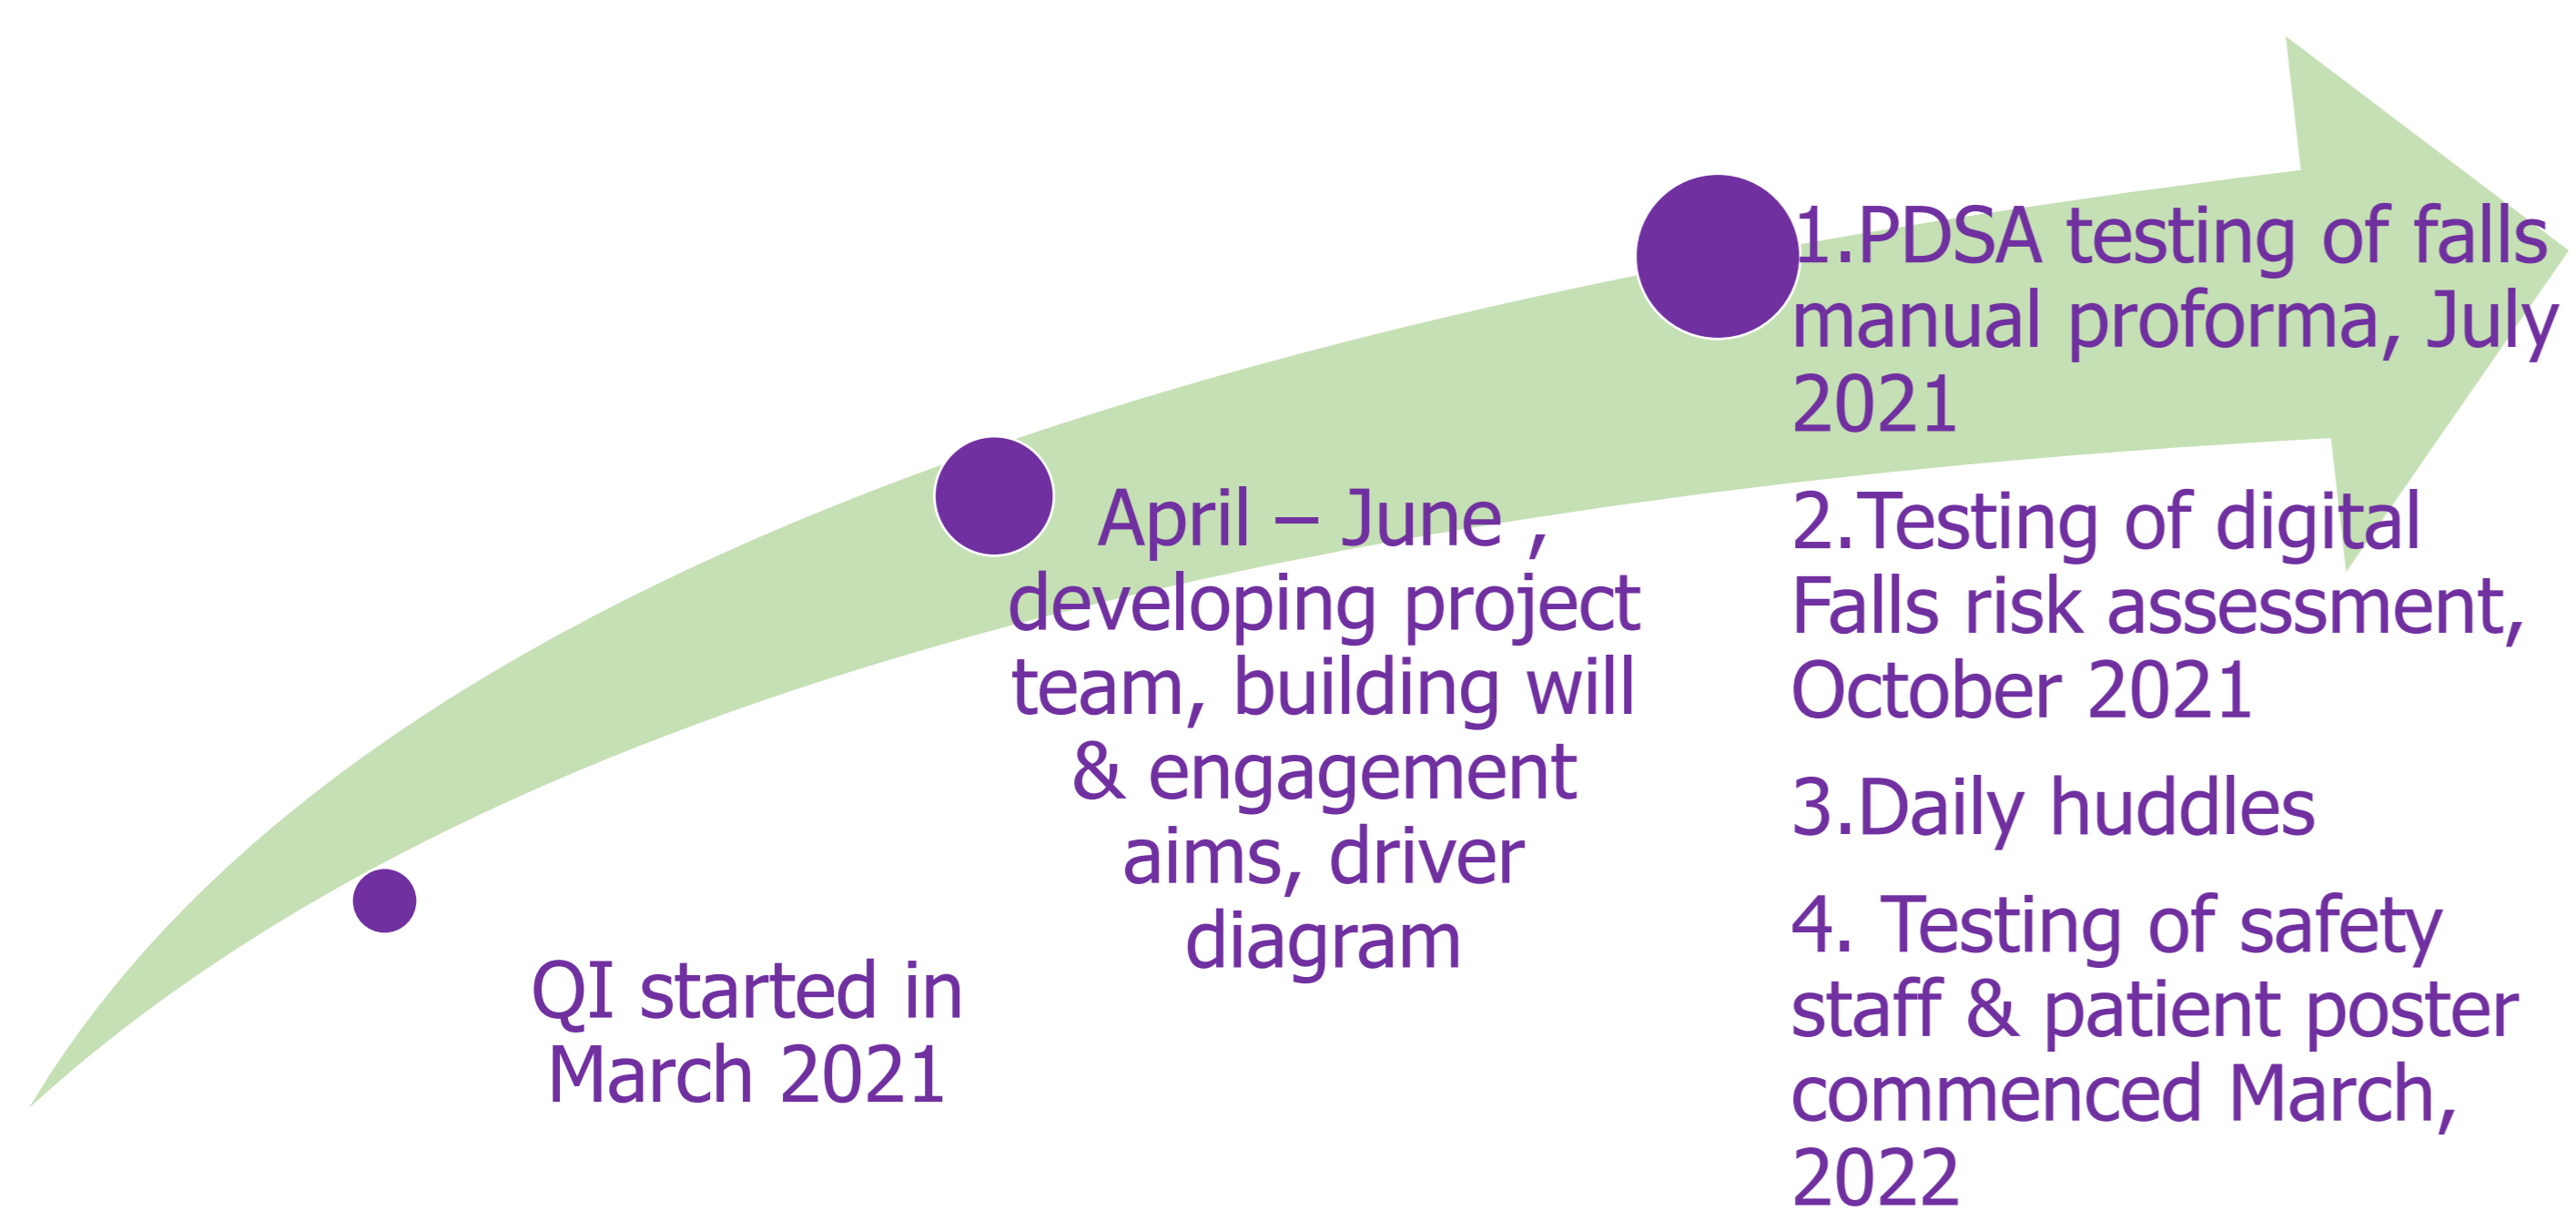 QI started in
March 2021
April – June ,
developing project
team, building will
& engagement
aims, driver
diagram
1.PDSA testing of falls
manual proforma, July
2021
2.Testing of digital
Falls risk assessment,
October 2021
3.Daily huddles
4. Testing of safety
staff & patient poster
commenced March,
2022